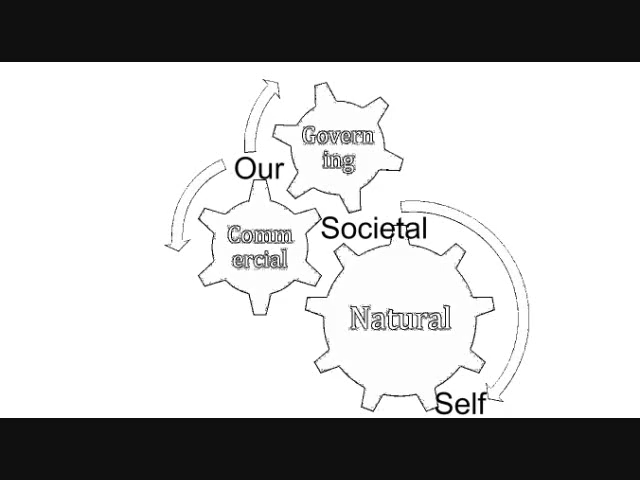 Govern
ing
Our
Societal
Comm
ercial
Natural
Self